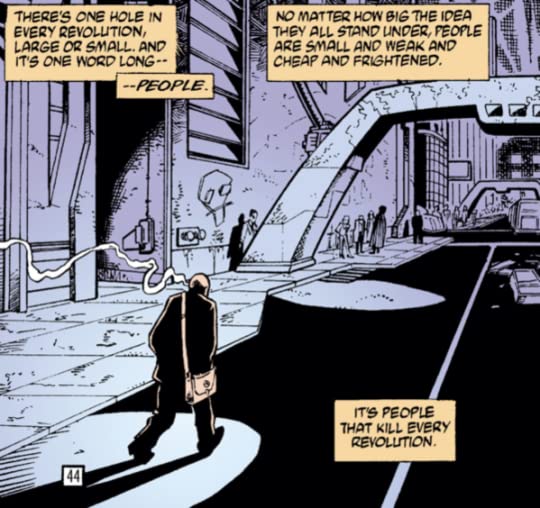 THERE'S ONE HOLE IN
EVERY REVOLUTION,
LARGE OR SMALL. AND
IT'S ONE WORD LONG--
--PEOPLE.
NO MATTER HOW BIG THE IDEA
THEY ALL STAND UNDER, PEOPLE
ARE SMALL AND WEAK AND
CHEAP AND FRIGHTENED.
IT'S PEOPLE
THAT KILL EVERY
REVOLUTION.
44